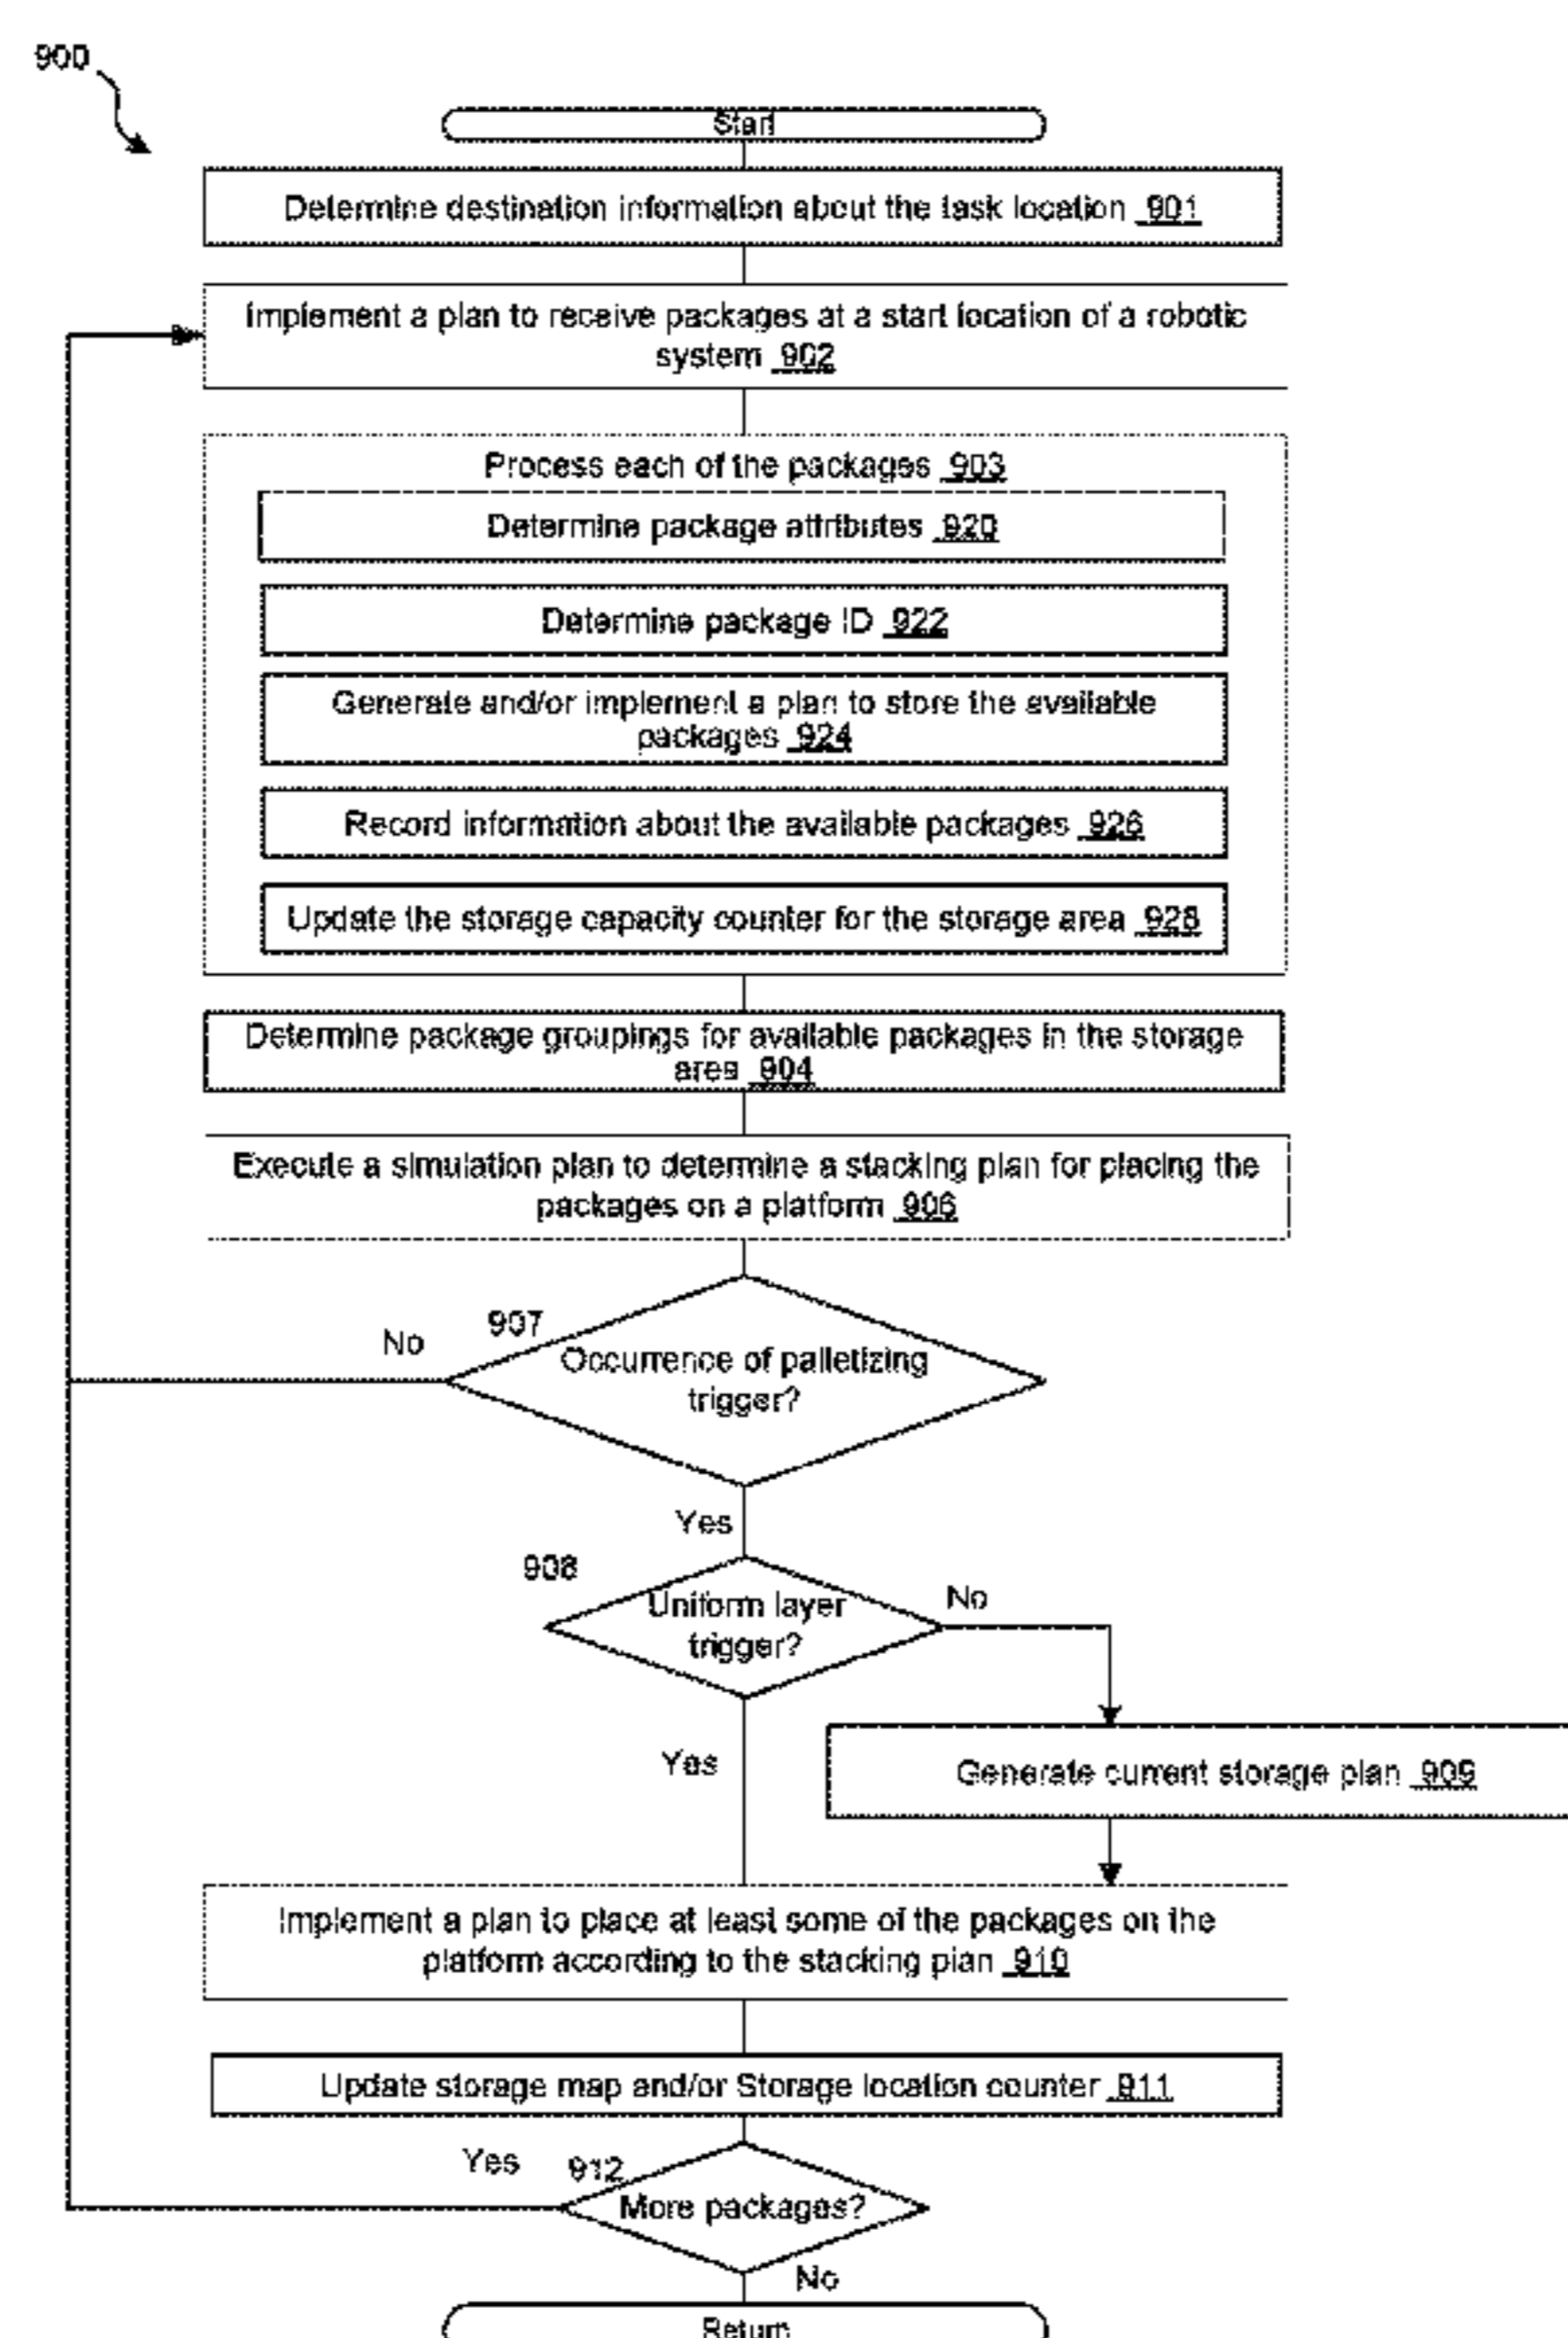 900
Start
Determine destination information about the task location 901
Implement a plan to receive packages at a start location of a robotic
system 902
Process each of the packages 903
Determine package attributes 920
Determine package ID 922
Generate and/or implement a plan to store the available
packages 924
Record information about the available packages 926
Update the storage capacity counter for the storage area 928
Determine package groupings for available packages in the storage
area 904
Execute a simulation plan to determine a stacking plan for placing the
packages on a platform 906
907
No
Occurrence of palletizing
trigger?
Yes
908
Uniform layer
trigger?
No
Yes
Generate current storage plan 909
Implement a plan to place at least some of the packages on the
platform according to the stacking plan 910
Update storage map and/or Storage location counter 911
Yes
912
More packages?
No
Return